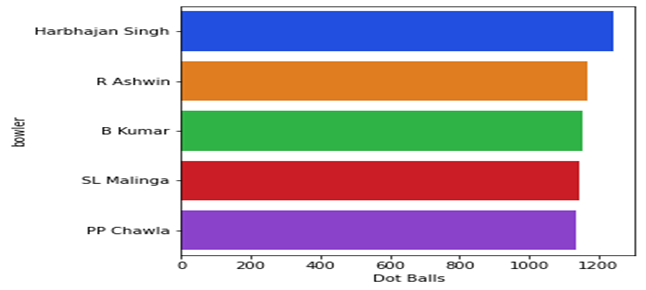 Harbhajan Singh
R Ashwin
bowler
B Kumar
SL Malinga
PP Chawla
0 200 400 600 800 1000 1200
Dot Balls